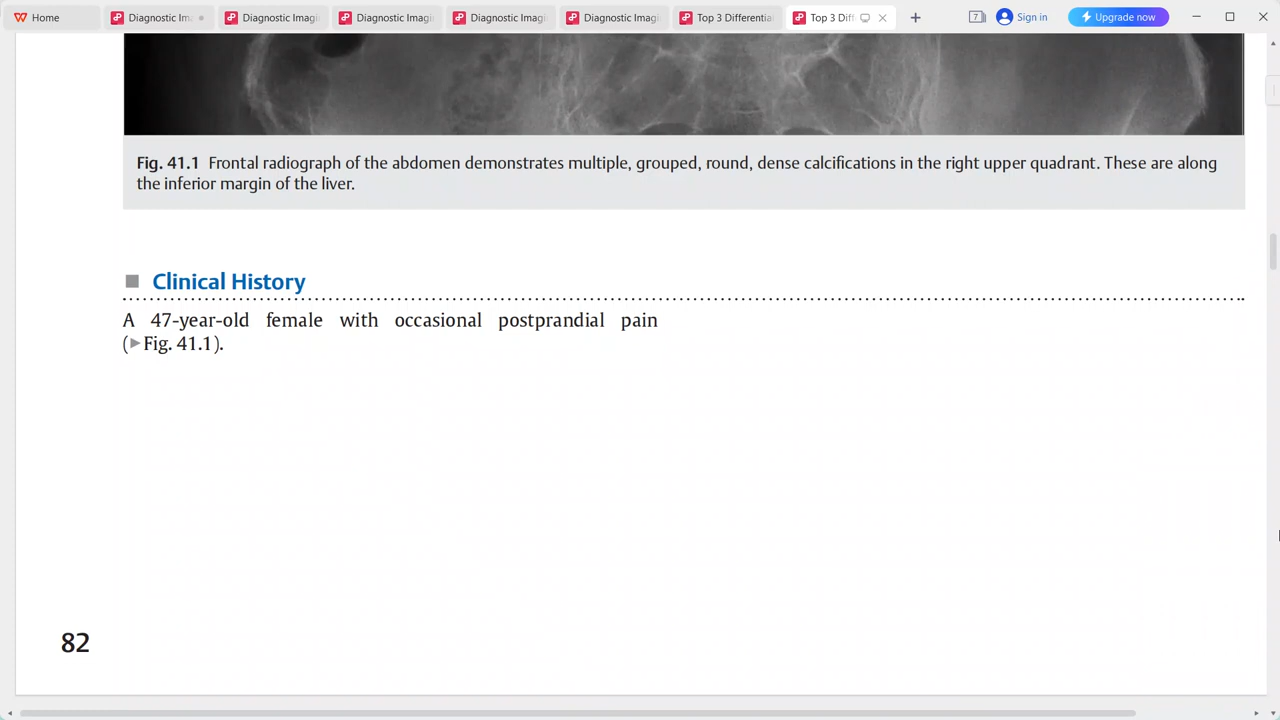 Home
Diagnostic Im
Diagnostic Imagi
Diagnostic Imagi
Diagnostic Imagi
Diagnostic Imagi
Top 3 Differentia
Top 3 Diff
7
Sign in
Upgrade now
Fig. 41.1 Frontal radiograph of the abdomen demonstrates multiple, grouped, round, dense calcifications in the right upper quadrant. These are along
the inferior margin of the liver.
Clinical History
A 47-year-old female with occasional postprandial pain
(▶Fig. 41.1).
82